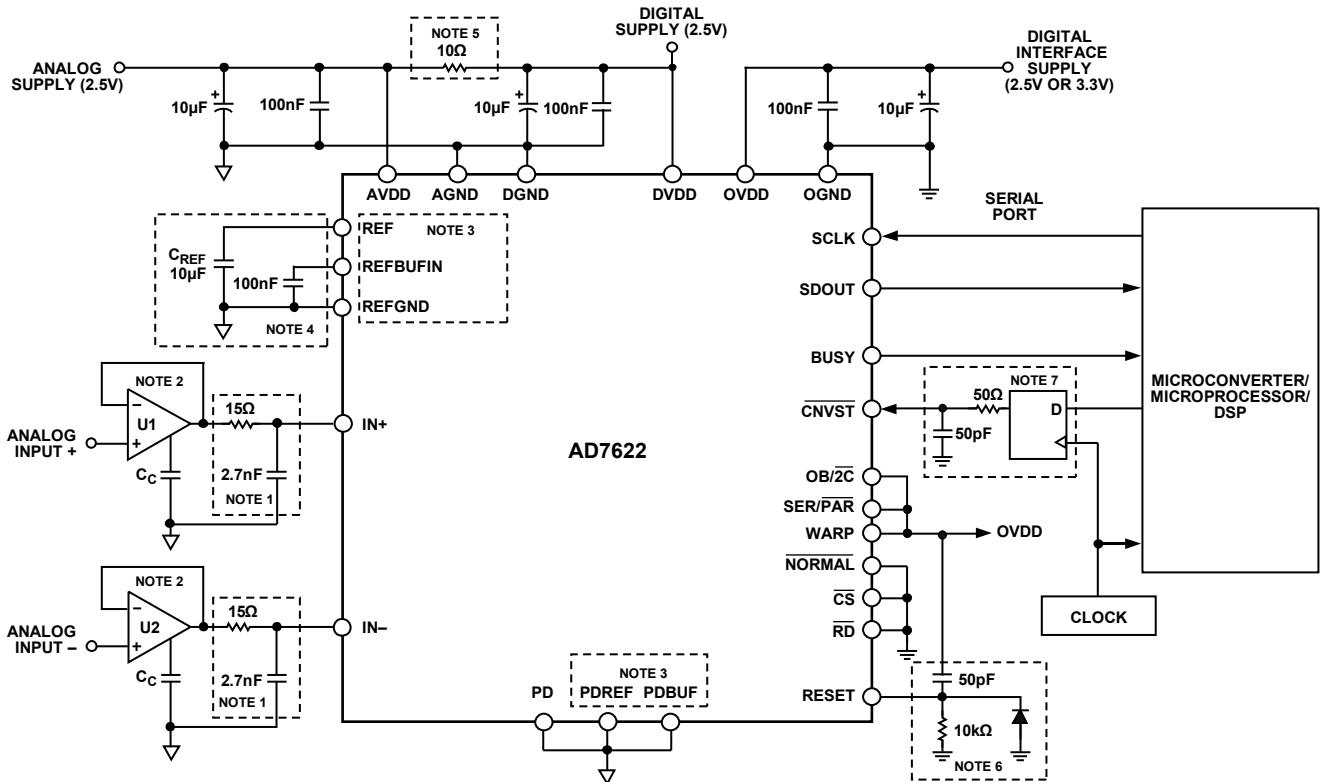 ANALOG
SUPPLY (2.5V)
NOTE 5
10Ω
DIGITAL
SUPPLY (2.5V)
DIGITAL
INTERFACE
SUPPLY
(2.5V OR 3.3V)
10µF
+
100nF
10µF
+
100nF
100nF
10µF
+
AVDD
AGND
DGND
DVDD
OVDD
OGND
CREF
10µF
100nF
NOTE 4
REF
REFBUFIN
REFGND
NOTE 3
NOTE 2
–
+
U1
ANALOG
INPUT +
CC
15Ω
2.7nF
NOTE 1
IN+
NOTE 2
–
+
U2
ANALOG
INPUT –
CC
15Ω
2.7nF
NOTE 1
IN–
AD7622
PD
NOTE 3
PDREF
PDBUF
SCLK
SDOUT
BUSY
CNVST
OB/2C
SER/PAR
WARP
NORMAL
CS
RD
RESET
SERIAL
PORT
NOTE 7
50Ω
50pF
D
MICROCONVERTER/
MICROPROCESSOR/
DSP
OVDD
CLOCK
50pF
10kΩ
NOTE 6